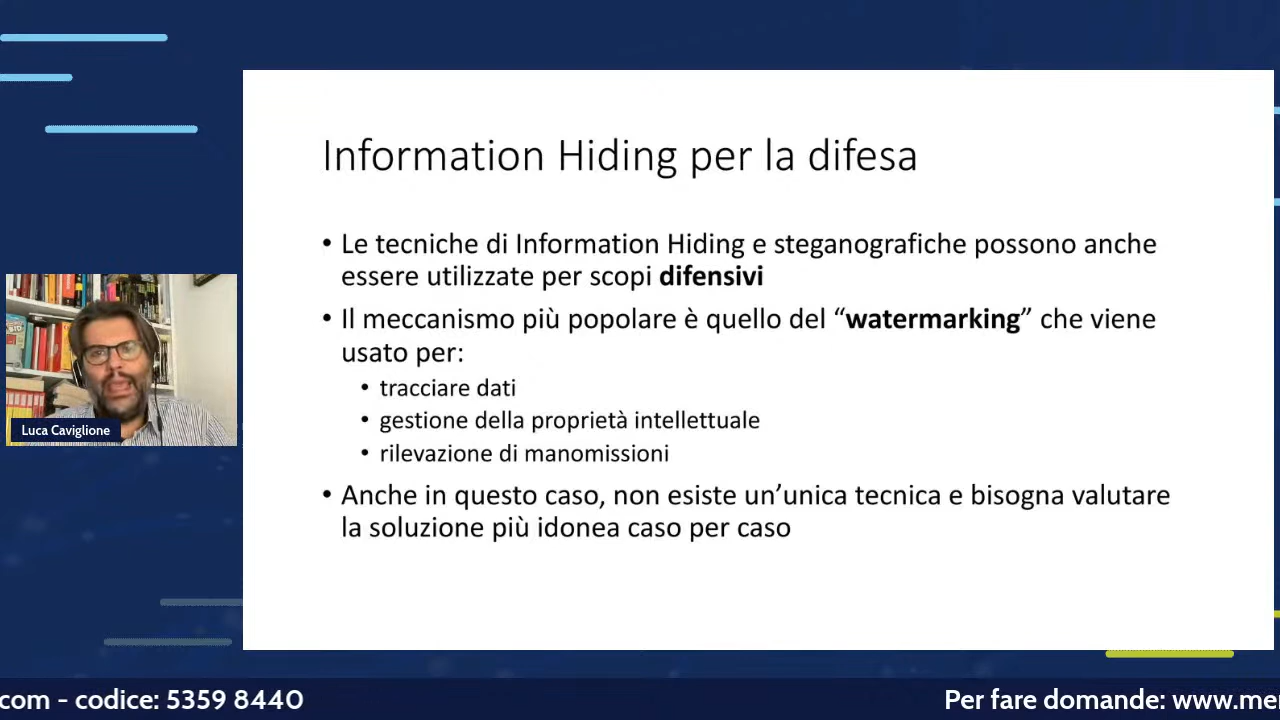 Information Hiding per la difesa
• Le tecniche di Information Hiding e steganografiche possono anche
essere utilizzate per scopi difensivi
• Il meccanismo più popolare è quello del “watermarking” che viene
usato per:
• tracciare dati
• gestione della proprietà intellettuale
• rilevazione di manomissioni
• Anche in questo caso, non esiste un’unica tecnica e bisogna valutare
la soluzione più idonea caso per caso
Luca Caviglione
com - codice: 5359 8440
Per fare domande: www.me